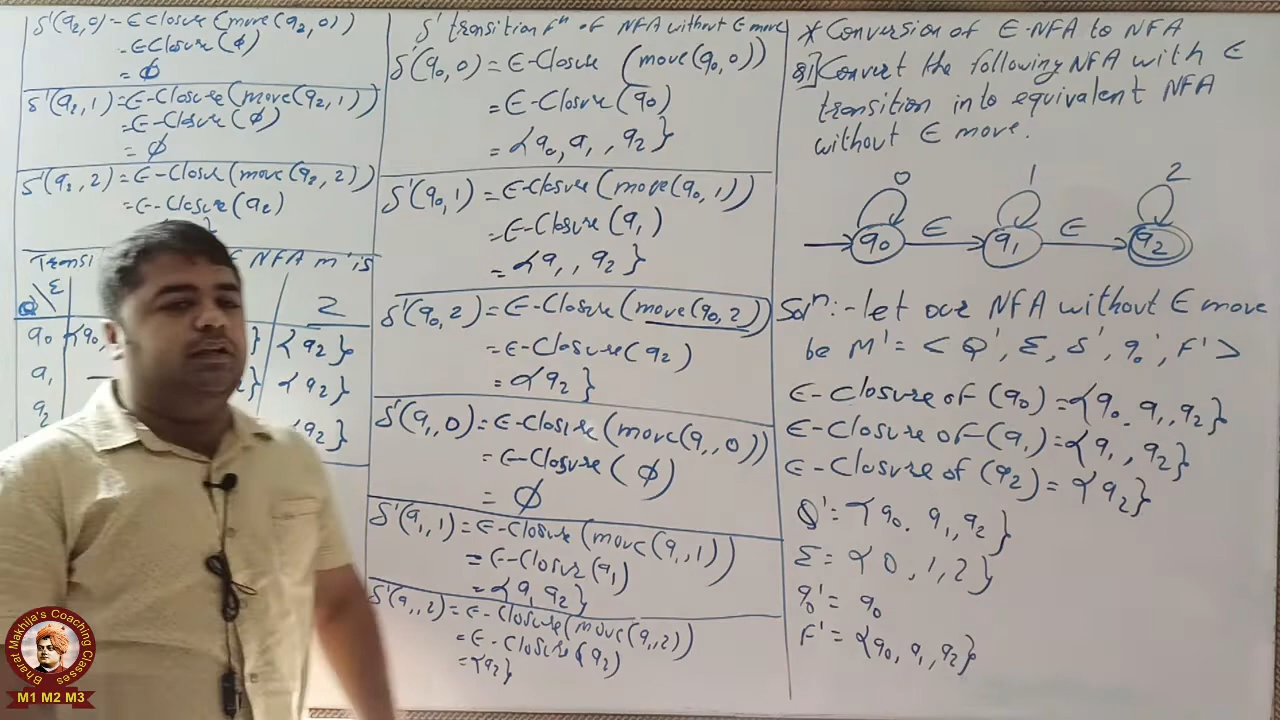 * Conversion of ∈-NFA to NFA
Q1] Convert the following NFA with ∈
transition into equivalent NFA
without ∈ move.
0 1 2
q0 ∈ q1 ∈ q2
Solⁿ:- let our NFA without ∈ move
be M' = < Q', Σ, δ', q0', F' >
∈-Closure of (q0) = {q0, q1, q2}
∈-Closure of (q1) = {q1, q2}
∈-Closure of (q2) = {q2}
Q' = {q0, q1, q2}
Σ = {0, 1, 2}
q0' = q0
F' = {q0, q1, q2}
δ' transition Fⁿ of NFA without ∈ move
δ'(q0, 0) = ∈-Closure (move(q0, 0))
= ∈-Closure (q0)
= {q0, q1, q2}
δ'(q0, 1) = ∈-Closure (move(q0, 1))
= ∈-Closure (q1)
= {q1, q2}
δ'(q0, 2) = ∈-Closure (move(q0, 2))
= ∈-Closure (q2)
= {q2}
δ'(q1, 0) = ∈-Closure (move(q1, 0))
= ∈-Closure (ϕ)
= ϕ
δ'(q1, 1) = ∈-Closure (move(q1, 1))
= ∈-Closure (q1)
= {q1, q2}
δ'(q1, 2) = ∈-Closure (move(q1, 2))
= ∈-Closure (q2)
= {q2}
δ'(q2, 0) = ∈-Closure (move(q2, 0))
= ∈-Closure (ϕ)
= ϕ
δ'(q2, 1) = ∈-Closure (move(q2, 1))
= ∈-Closure (ϕ)
= ϕ
δ'(q2, 2) = ∈-Closure (move(q2, 2))
= ∈-Closure (q2)
}
NFA m' is
Q \ Σ 2
q0 {q0, } {q2}
q1 } {q2}
q2 {q2}
Bharat Makhija's Coaching Classes
M1 M2 M3